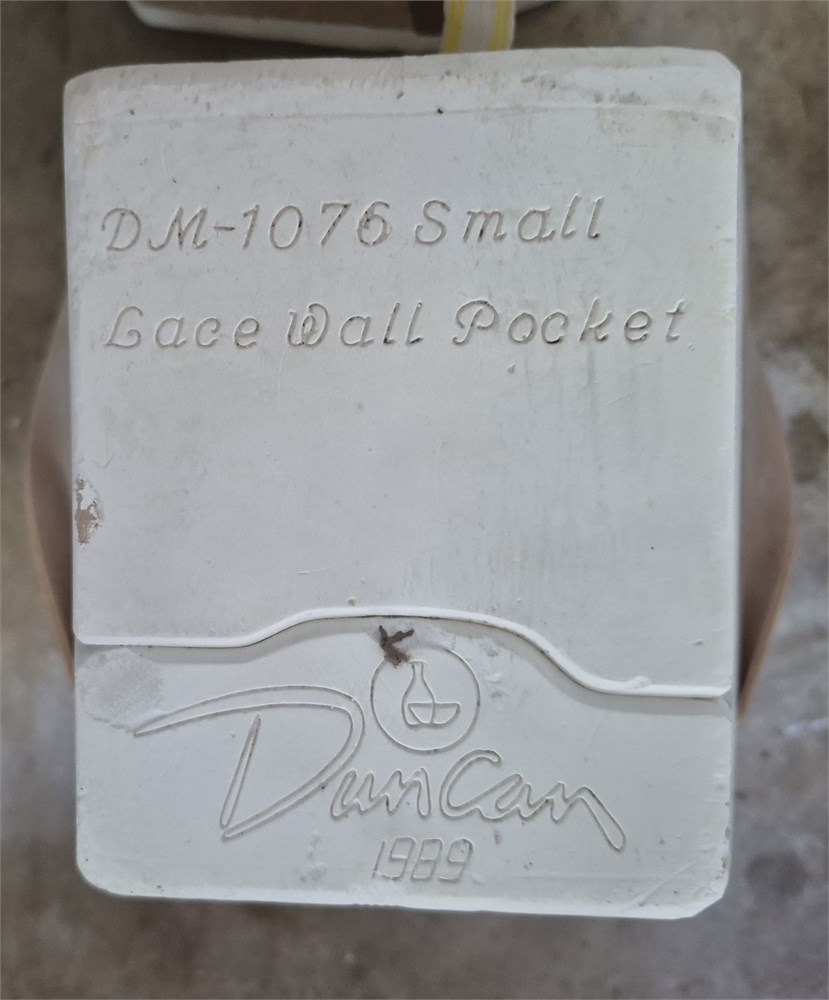 DM-1076 Small
Lace Wall Pocket
Duncan
1989